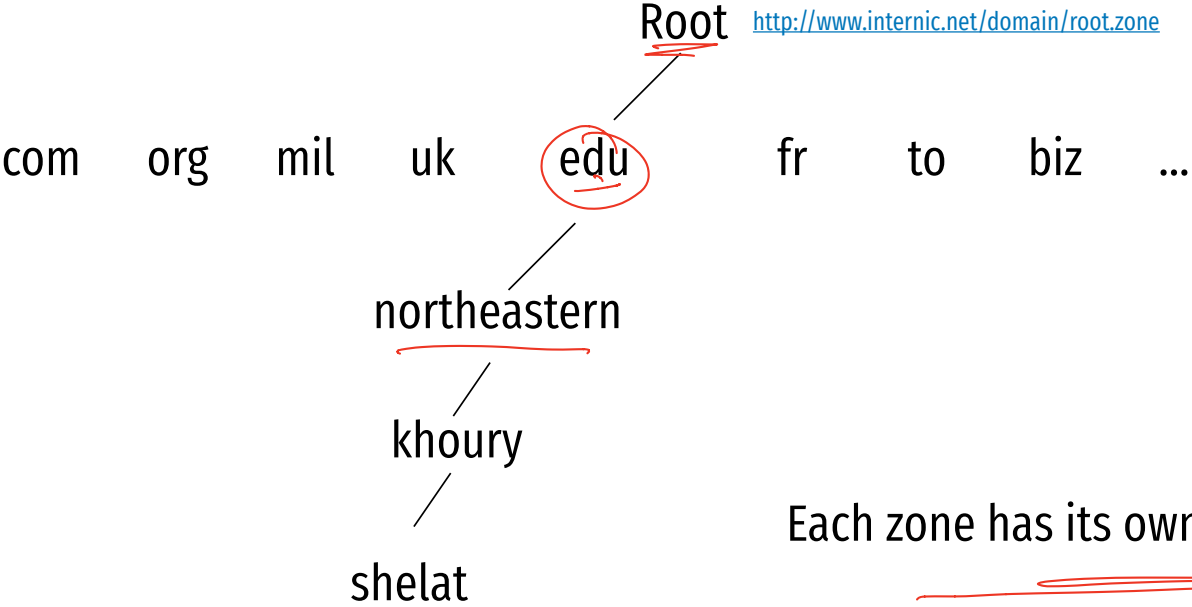 Root http://www.internic.net/domain/root.zone
com org mil uk edu fr to biz ...
northeastern
khoury
Each zone has its own
shelat